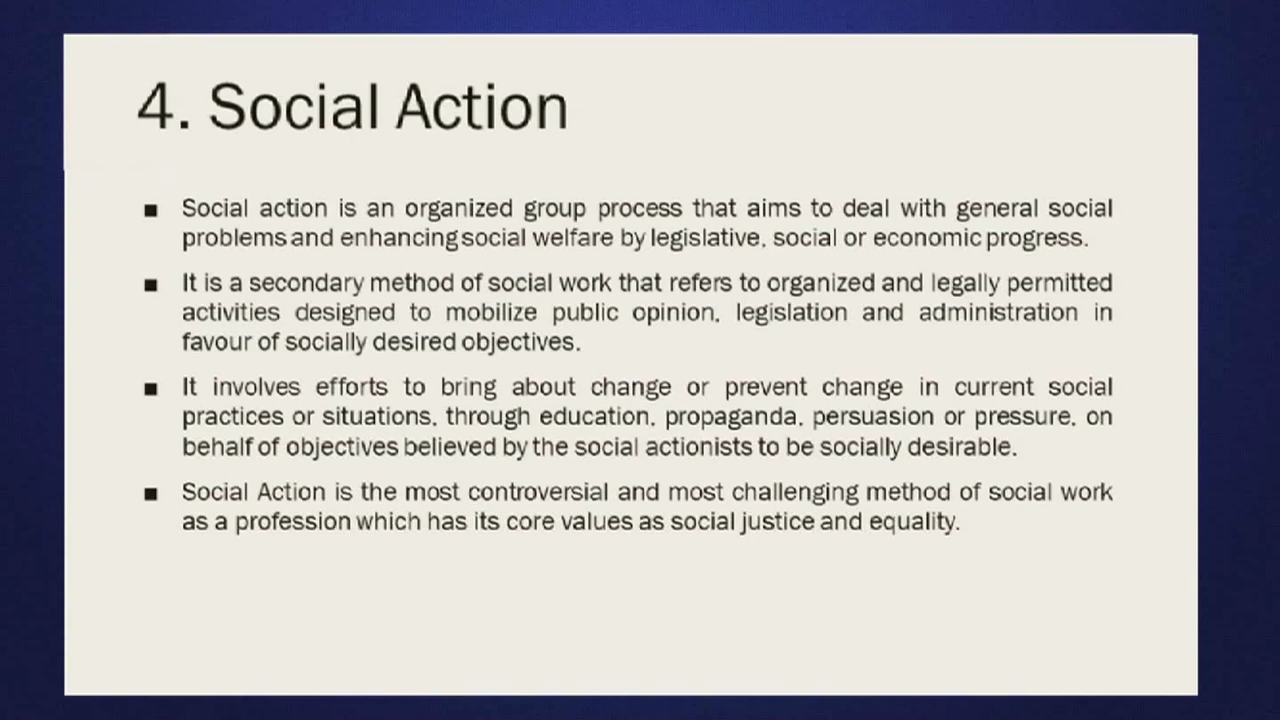 4. Social Action
▪ Social action is an organized group process that aims to deal with general social
problems and enhancing social welfare by legislative, social or economic progress.
▪ It is a secondary method of social work that refers to organized and legally permitted
activities designed to mobilize public opinion, legislation and administration in
favour of socially desired objectives.
▪ It involves efforts to bring about change or prevent change in current social
practices or situations, through education, propaganda, persuasion or pressure, on
behalf of objectives believed by the social actionists to be socially desirable.
▪ Social Action is the most controversial and most challenging method of social work
as a profession which has its core values as social justice and equality.